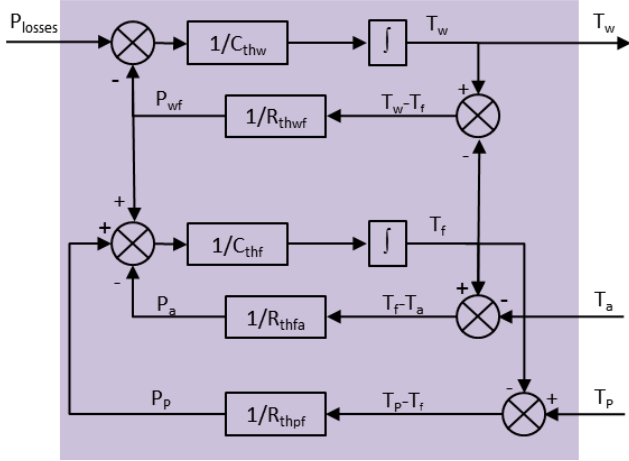 P_losses
1/C_thw
∫
T_w
T_w
-
P_wf
1/R_thwf
T_w-T_f
+
-
+
+
1/C_thf
∫
T_f
-
P_a
1/R_thfa
T_f-T_a
+
-
T_a
P_P
1/R_thpf
T_P-T_f
-
+
T_P